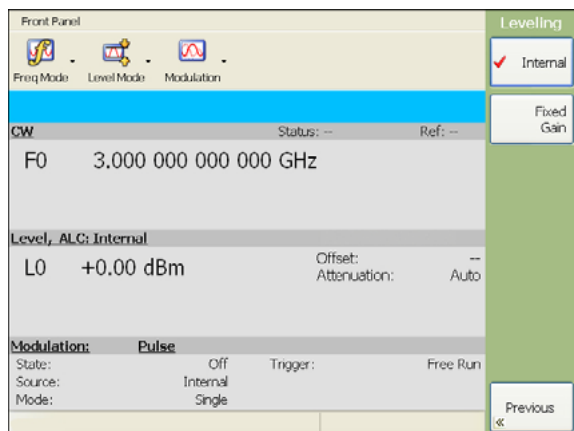 Front Panel
Leveling
Freq Mode Level Mode Modulation
Internal
Fixed
Gain
CW Status: -- Ref: --
F0 3.000 000 000 000 GHz
Level, ALC: Internal
L0 +0.00 dBm
Offset: --
Attenuation: Auto
Modulation: Pulse
State: Off Trigger: Free Run
Source: Internal
Mode: Single
Previous
«